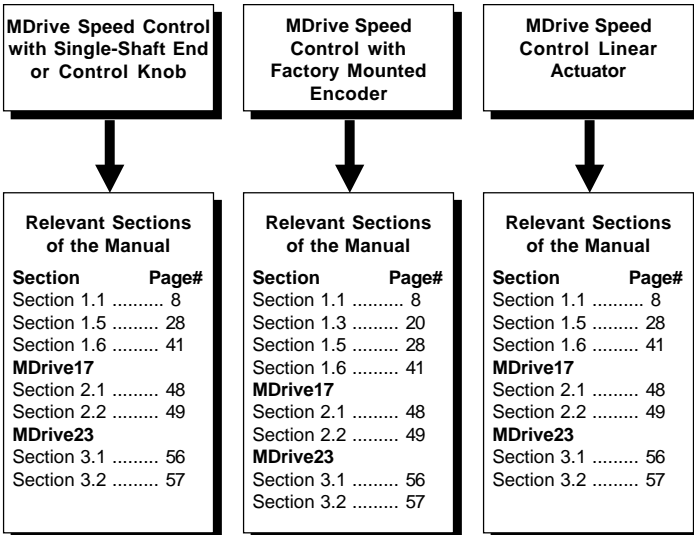 MDrive Speed Control
with Single-Shaft End
or Control Knob
Relevant Sections
of the Manual
Section Page#
Section 1.1 .......... 8
Section 1.5 ......... 28
Section 1.6 ......... 41
MDrive17
Section 2.1 ......... 48
Section 2.2 ......... 49
MDrive23
Section 3.1 ......... 56
Section 3.2 ......... 57
MDrive Speed
Control with
Factory Mounted
Encoder
Relevant Sections
of the Manual
Section Page#
Section 1.1 .......... 8
Section 1.3 ......... 20
Section 1.5 ......... 28
Section 1.6 ......... 41
MDrive17
Section 2.1 ......... 48
Section 2.2 ......... 49
MDrive23
Section 3.1 ......... 56
Section 3.2 ......... 57
MDrive Speed
Control Linear
Actuator
Relevant Sections
of the Manual
Section Page#
Section 1.1 .......... 8
Section 1.5 ......... 28
Section 1.6 ......... 41
MDrive17
Section 2.1 ......... 48
Section 2.2 ......... 49
MDrive23
Section 3.1 ......... 56
Section 3.2 ......... 57